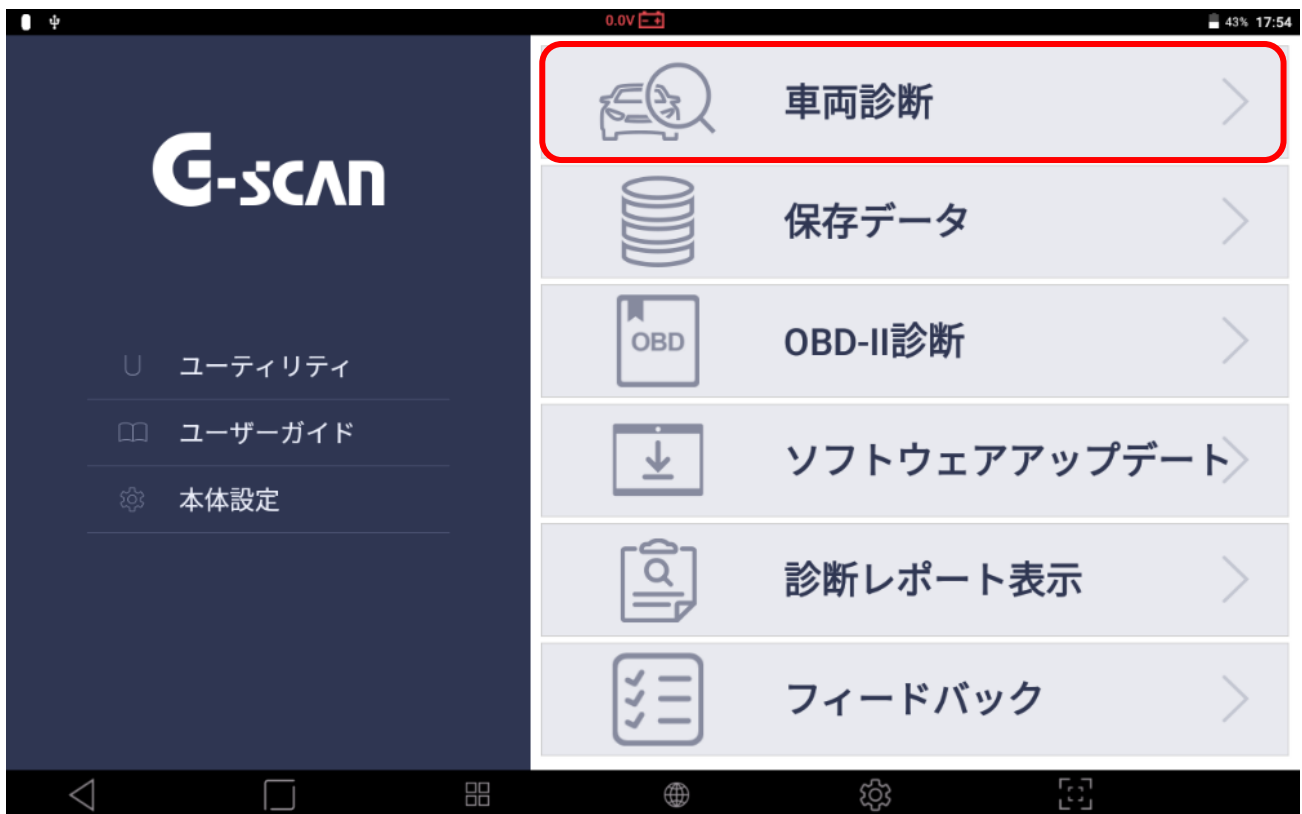 0.0V
43% 17:54
G-scan
ユーティリティ
ユーザーガイド
本体設定
車両診断
保存データ
OBD
OBD-II診断
ソフトウェアアップデート
診断レポート表示
フィードバック